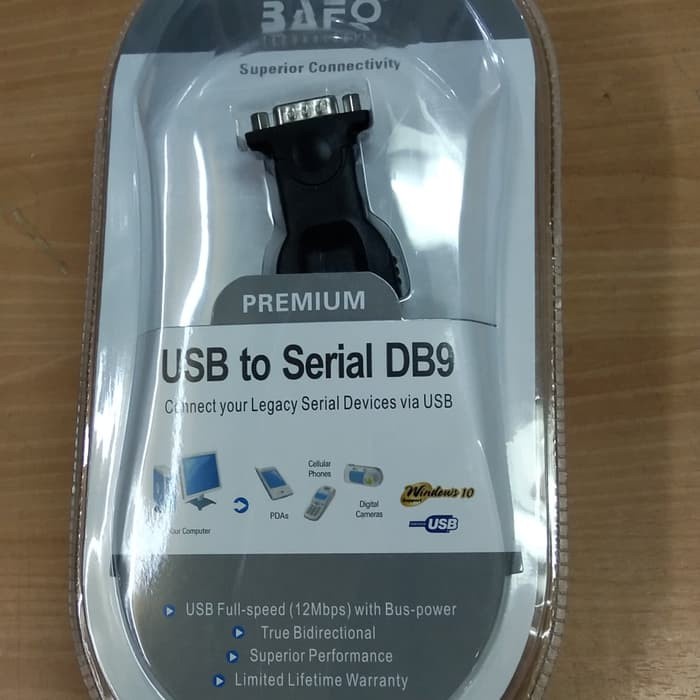 BAFO
TECHNOLOGIES
Superior Connectivity
PREMIUM
USB to Serial DB9
Connect your Legacy Serial Devices via USB
Cellular
Phones
Windows 10
Support
USB
Your Computer
PDAs
Digital
Cameras
USB Full-speed (12Mbps) with Bus-power
True Bidirectional
Superior Performance
Limited Lifetime Warranty